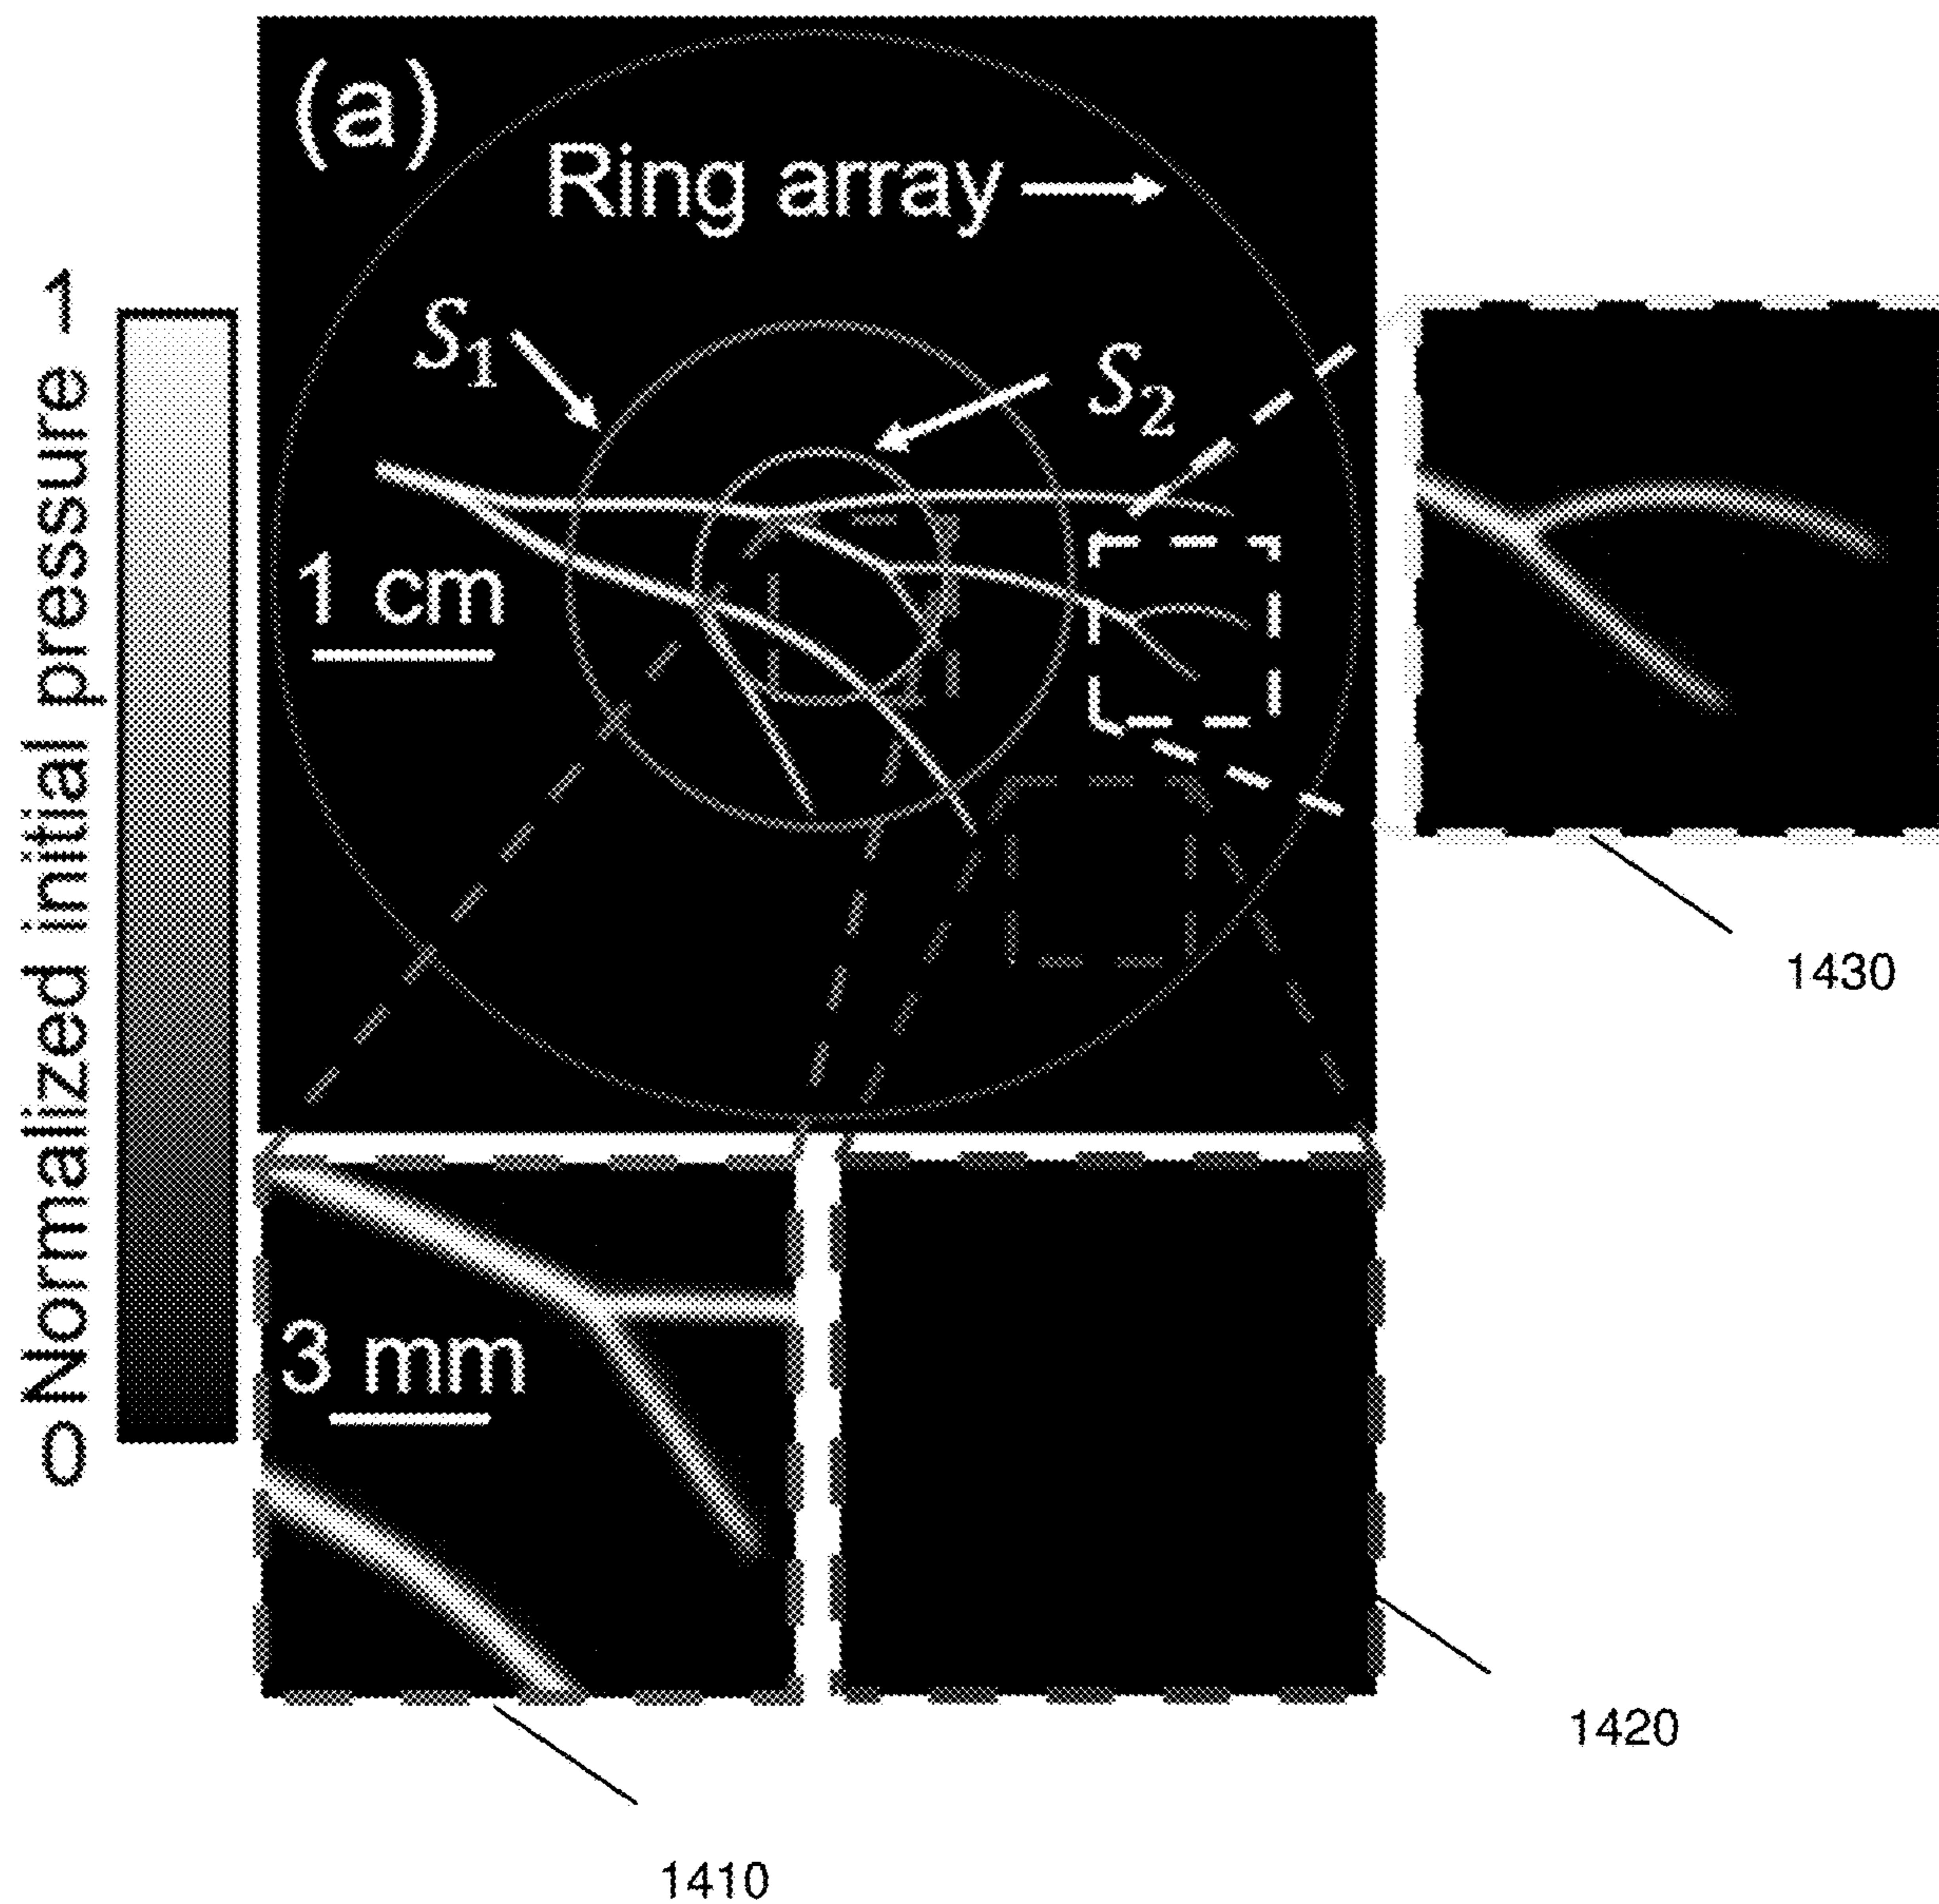 (a)
Ring array
S₁
S₂
1 cm
Normalized initial pressure
1
0
3 mm
1430
1420
1410